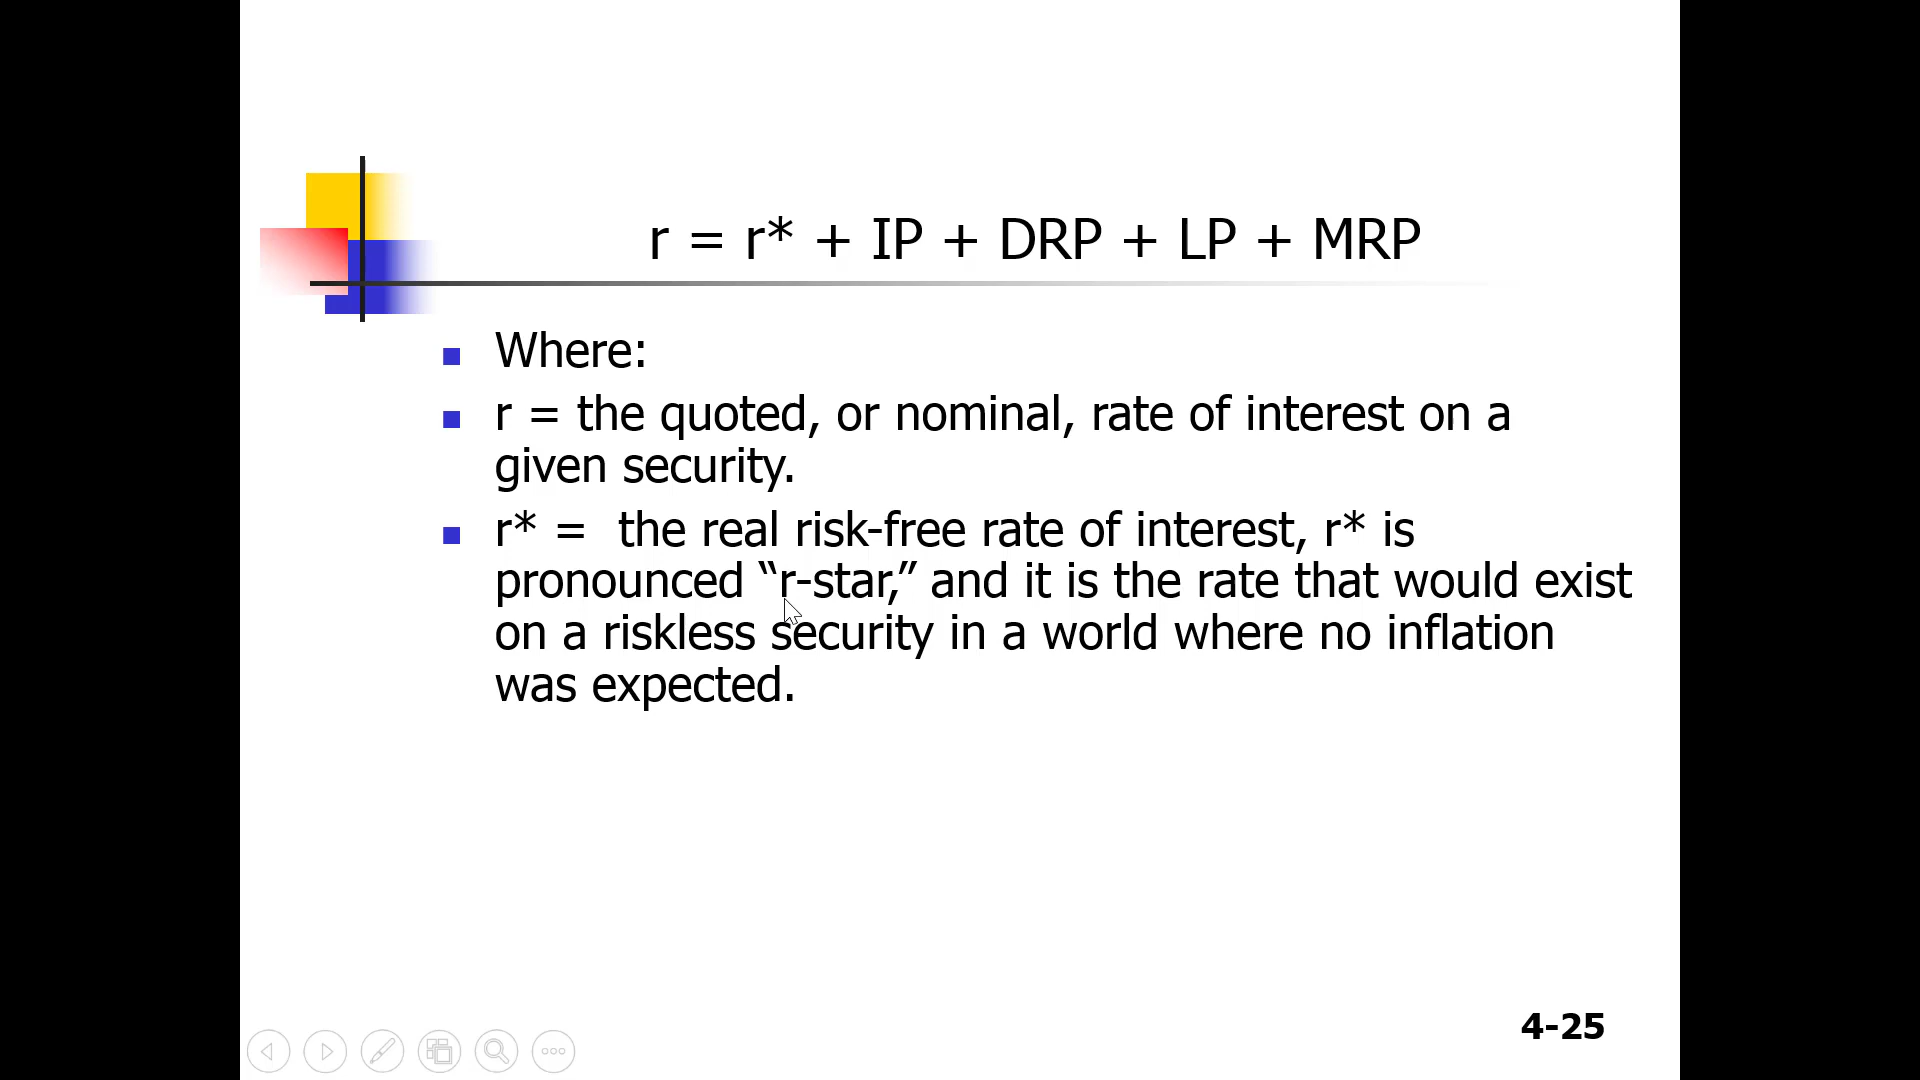 r = r* + IP + DRP + LP + MRP
Where:
r = the quoted, or nominal, rate of interest on a
given security.
r* =  the real risk-free rate of interest, r* is
pronounced “r-star,” and it is the rate that would exist
on a riskless security in a world where no inflation
was expected.
4-25